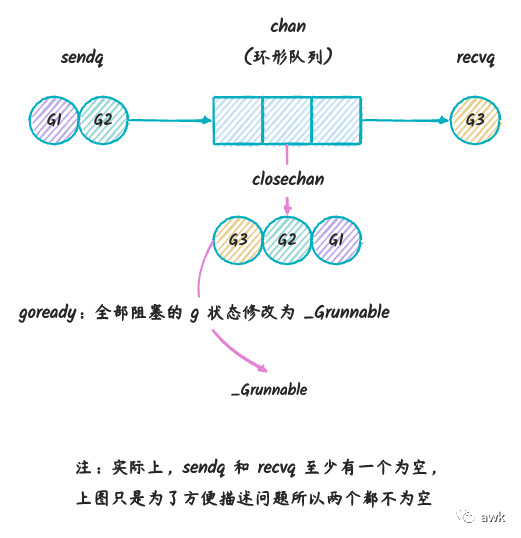 chan
(环形队列)
sendq
recvq
G1 G2
G3
closechan
G3 G2 G1
goready：全部阻塞的 g 状态修改为 _Grunnable
_Grunnable
注：实际上，sendq 和 recvq 至少有一个为空，
上图只是为了方便描述问题所以两个都不为空
awk